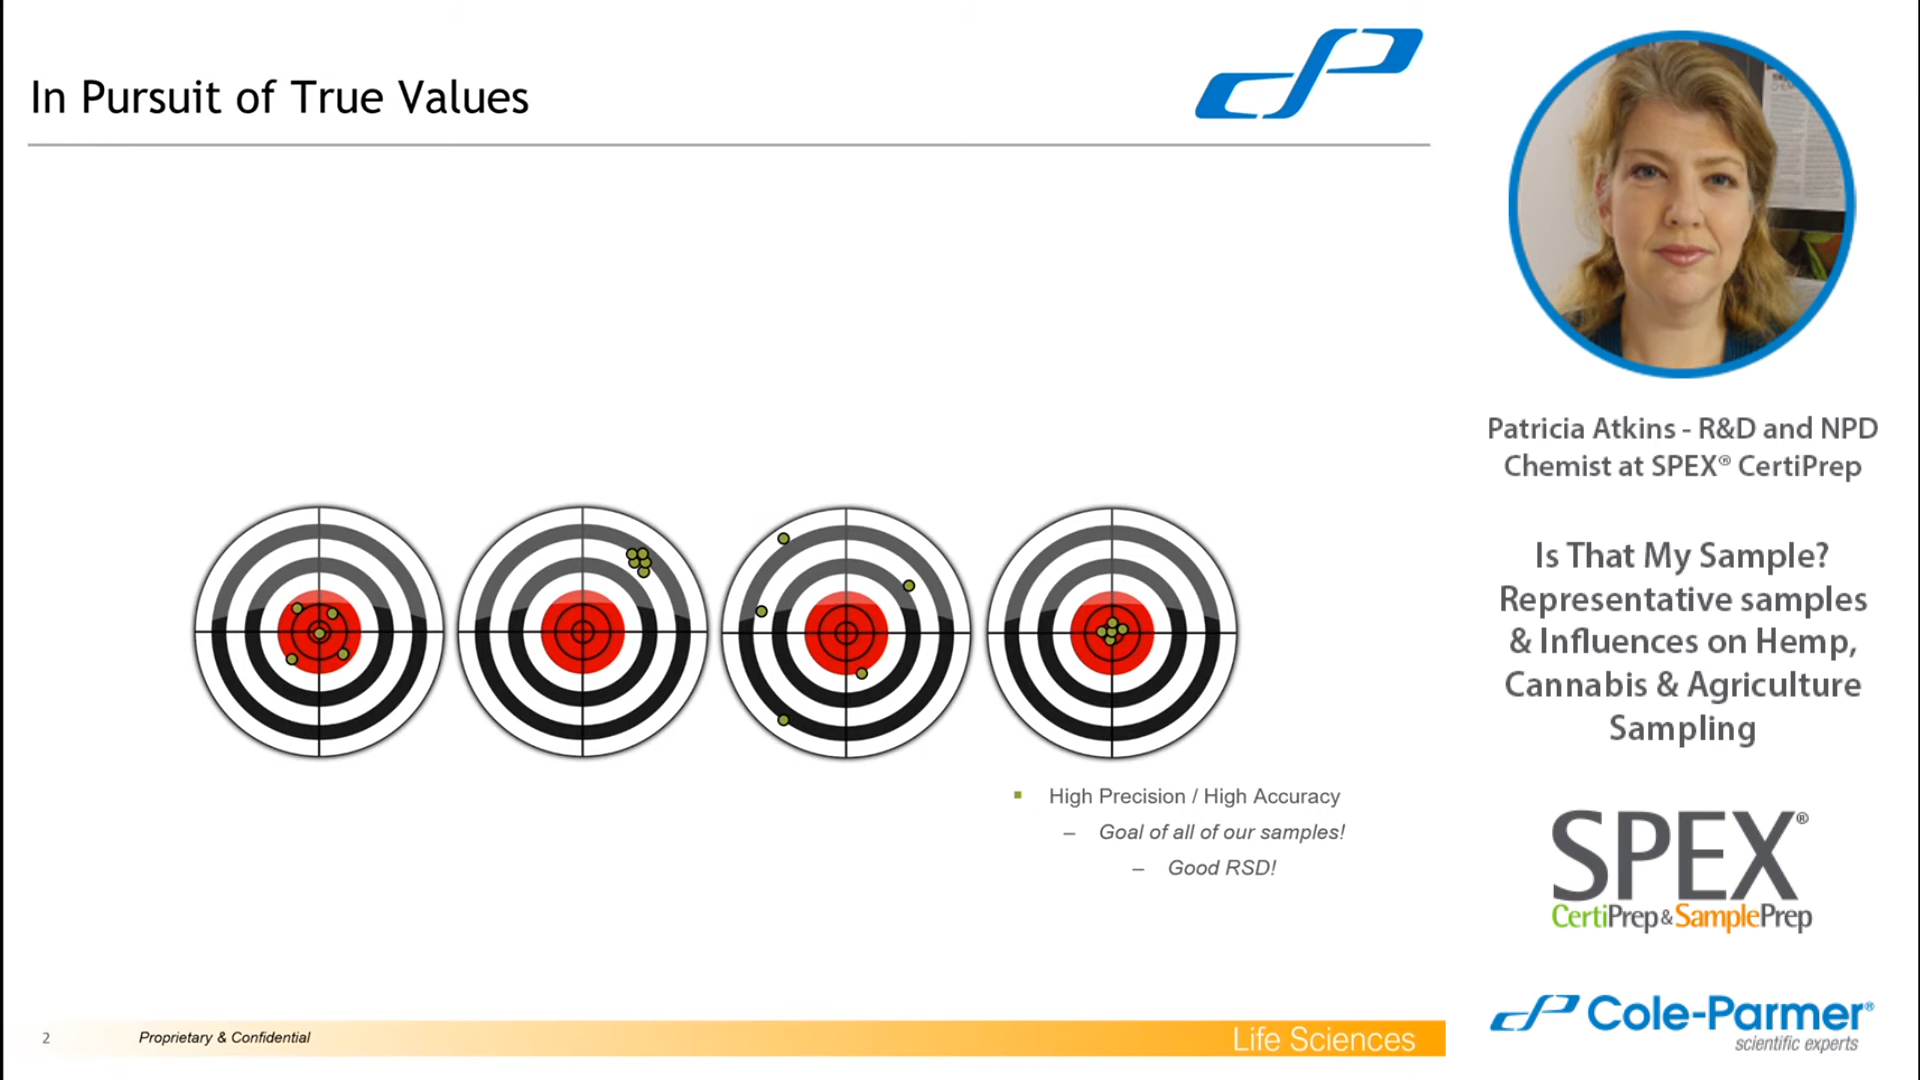 In Pursuit of True Values
High Precision / High Accuracy
– Goal of all of our samples!
– Good RSD!
2
Proprietary & Confidential
Life Sciences
Patricia Atkins - R&D and NPD
Chemist at SPEX® CertiPrep
Is That My Sample?
Representative samples
& Influences on Hemp,
Cannabis & Agriculture
Sampling
SPEX®
CertiPrep & SamplePrep
Cole-Parmer®
scientific experts